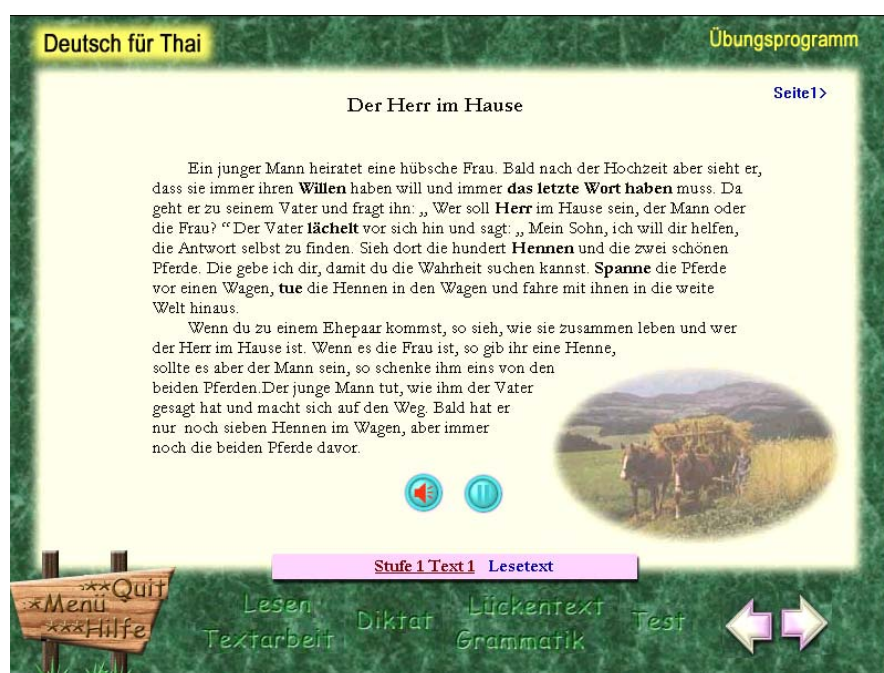 Deutsch für Thai
Übungsprogramm
Seite1>
Der Herr im Hause
Ein junger Mann heiratet eine hübsche Frau. Bald nach der Hochzeit aber sieht er,
dass sie immer ihren Willen haben will und immer das letzte Wort haben muss. Da
geht er zu seinem Vater und fragt ihn: „ Wer soll Herr im Hause sein, der Mann oder
die Frau? “ Der Vater lächelt vor sich hin und sagt: „ Mein Sohn, ich will dir helfen,
die Antwort selbst zu finden. Sieh dort die hundert Hennen und die zwei schönen
Pferde. Die gebe ich dir, damit du die Wahrheit suchen kannst. Spanne die Pferde
vor einen Wagen, tue die Hennen in den Wagen und fahre mit ihnen in die weite
Welt hinaus.
Wenn du zu einem Ehepaar kommst, so sieh, wie sie zusammen leben und wer
der Herr im Hause ist. Wenn es die Frau ist, so gib ihr eine Henne,
sollte es aber der Mann sein, so schenke ihm eins von den
beiden Pferden.Der junge Mann tut, wie ihm der Vater
gesagt hat und macht sich auf den Weg. Bald hat er
nur noch sieben Hennen im Wagen, aber immer
noch die beiden Pferde davor.
Stufe 1 Text 1 Lesetext
**Quit
*Menü
***Hilfe
Lesen
Textarbeit
Diktat
Lückentext
Grammatik
Test